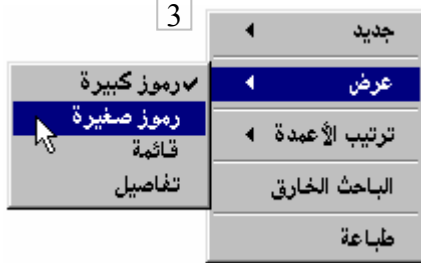 3
جديد
عرض
ترتيب الأعمدة
الباحث الخارق
طباعة
رموز كبيرة
رموز صغيرة
قائمة
تفاصيل